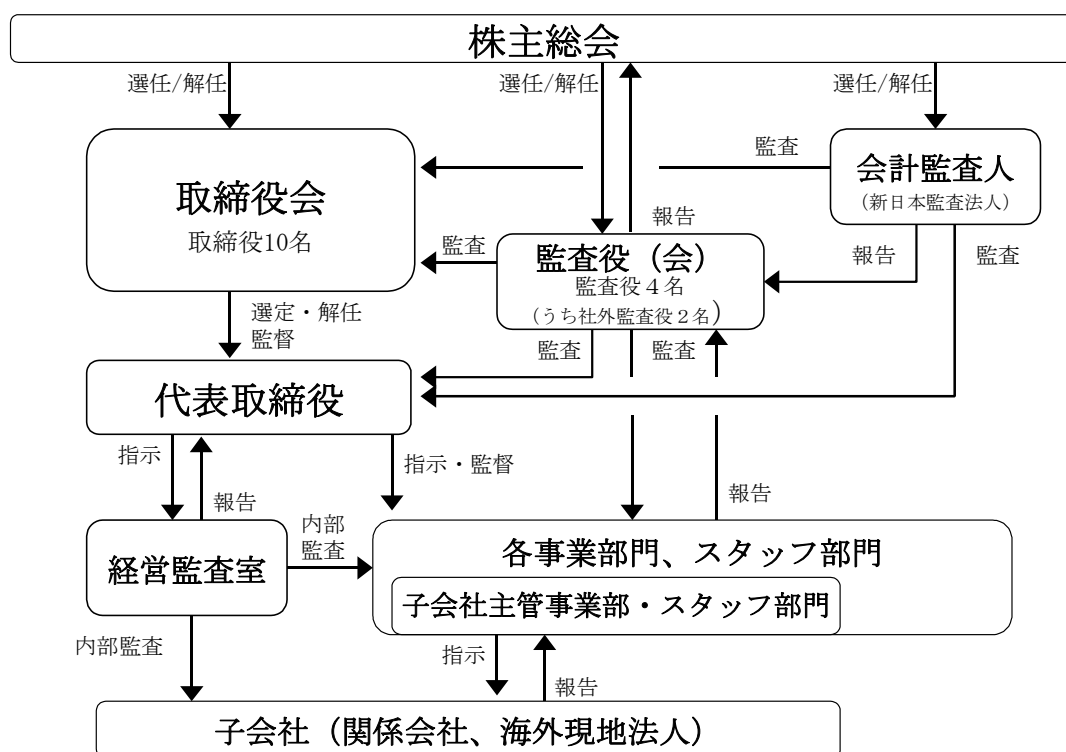 株主総会
選任/解任
選任/解任
選任/解任
取締役会
取締役10名
監査
会計監査人
(新日本監査法人)
報告
監査
監査役（会）
監査役４名
(うち社外監査役２名)
報告
監査
選定・解任
監督
監査
監査
代表取締役
指示
報告
指示・監督
報告
経営監査室
内部
監査
各事業部門、スタッフ部門
子会社主管事業部・スタッフ部門
内部監査
指示
報告
子会社（関係会社、海外現地法人）